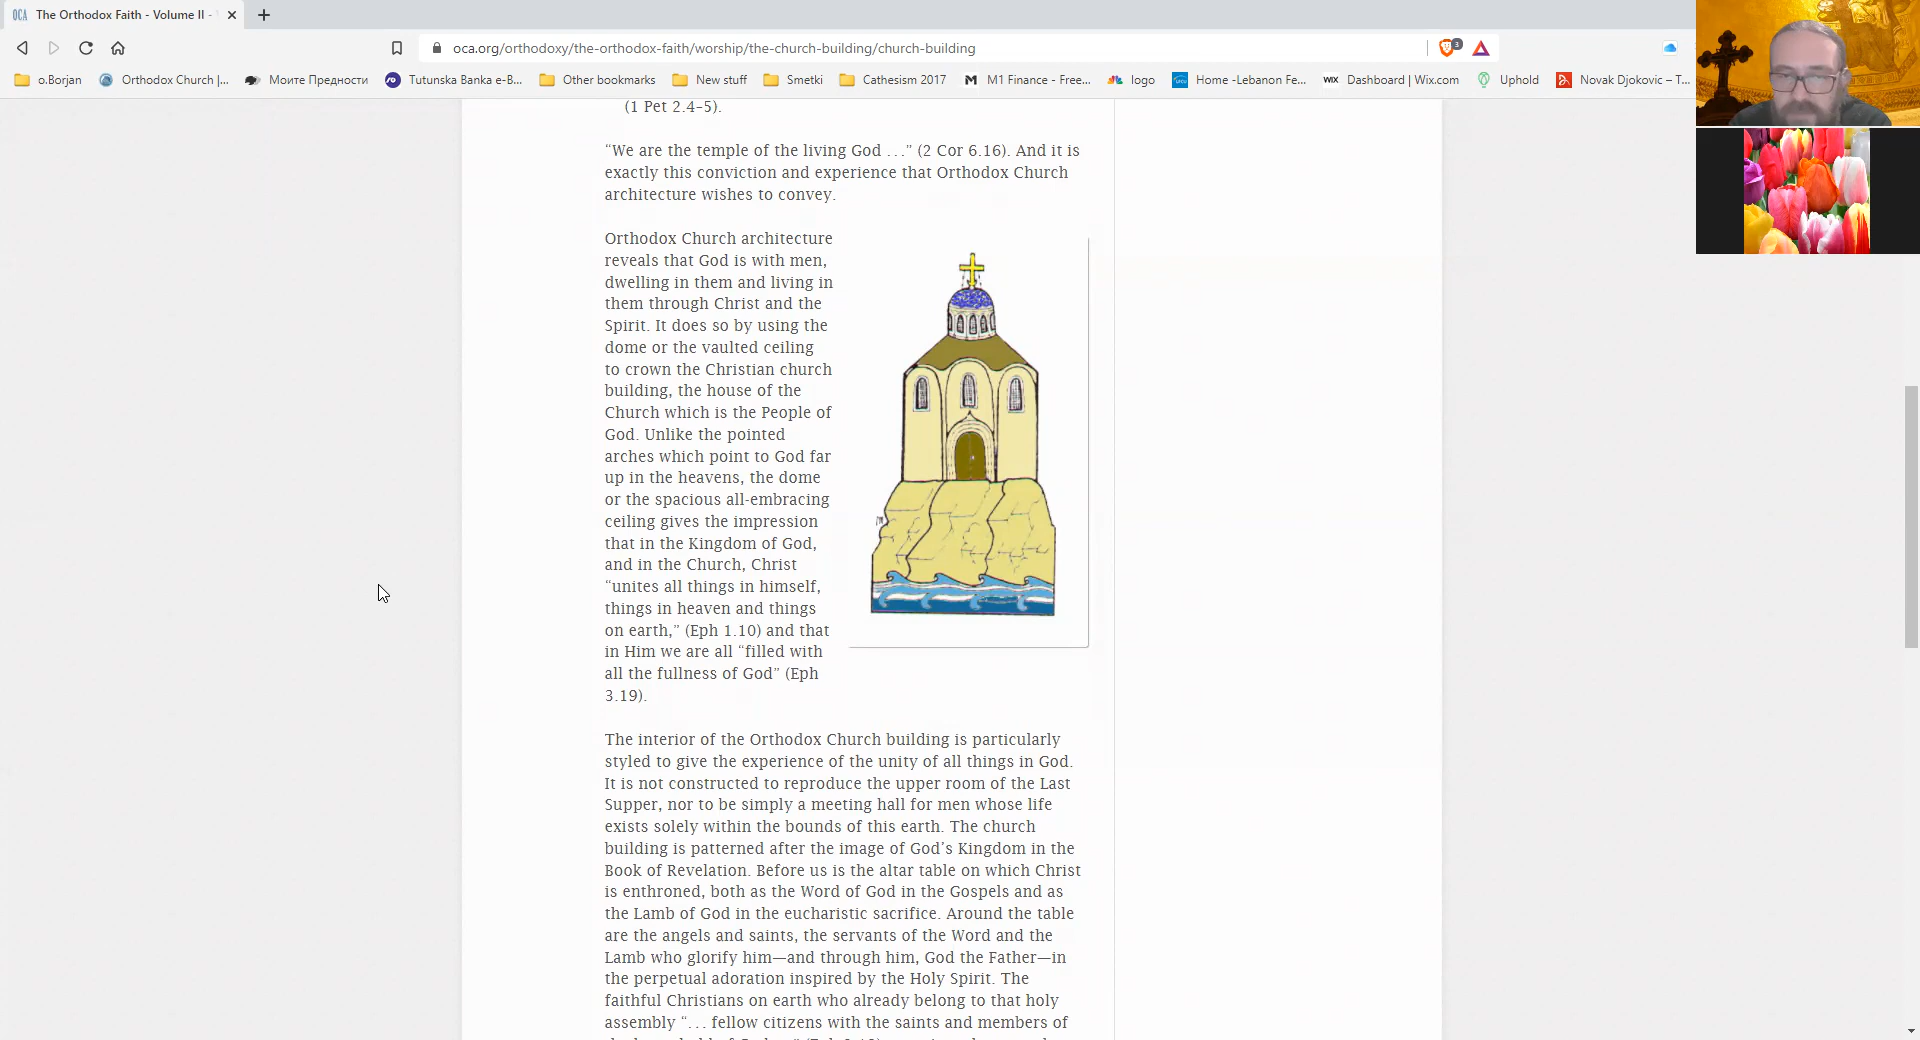 The Orthodox Faith - Volume II -
oca.org/orthodoxy/the-orthodox-faith/worship/the-church-building/church-building
3
o.Borjan
Orthodox Church |...
Моите Предности
Tutunska Banka e-B...
Other bookmarks
New stuff
Smetki
Cathesism 2017
M1 Finance - Free...
logo
Home -Lebanon Fe...
WIX Dashboard | Wix.com
Uphold
Novak Djokovic – T...
(1 Pet 2.4–5).
“We are the temple of the living God ...” (2 Cor 6.16). And it is
exactly this conviction and experience that Orthodox Church
architecture wishes to convey.
Orthodox Church architecture
reveals that God is with men,
dwelling in them and living in
them through Christ and the
Spirit. It does so by using the
dome or the vaulted ceiling
to crown the Christian church
building, the house of the
Church which is the People of
God. Unlike the pointed
arches which point to God far
up in the heavens, the dome
or the spacious all-embracing
ceiling gives the impression
that in the Kingdom of God,
and in the Church, Christ
“unites all things in himself,
things in heaven and things
on earth,” (Eph 1.10) and that
in Him we are all “filled with
all the fullness of God” (Eph
3.19).
The interior of the Orthodox Church building is particularly
styled to give the experience of the unity of all things in God.
It is not constructed to reproduce the upper room of the Last
Supper, nor to be simply a meeting hall for men whose life
exists solely within the bounds of this earth. The church
building is patterned after the image of God’s Kingdom in the
Book of Revelation. Before us is the altar table on which Christ
is enthroned, both as the Word of God in the Gospels and as
the Lamb of God in the eucharistic sacrifice. Around the table
are the angels and saints, the servants of the Word and the
Lamb who glorify him—and through him, God the Father—in
the perpetual adoration inspired by the Holy Spirit. The
faithful Christians on earth who already belong to that holy
assembly “... fellow citizens with the saints and members of